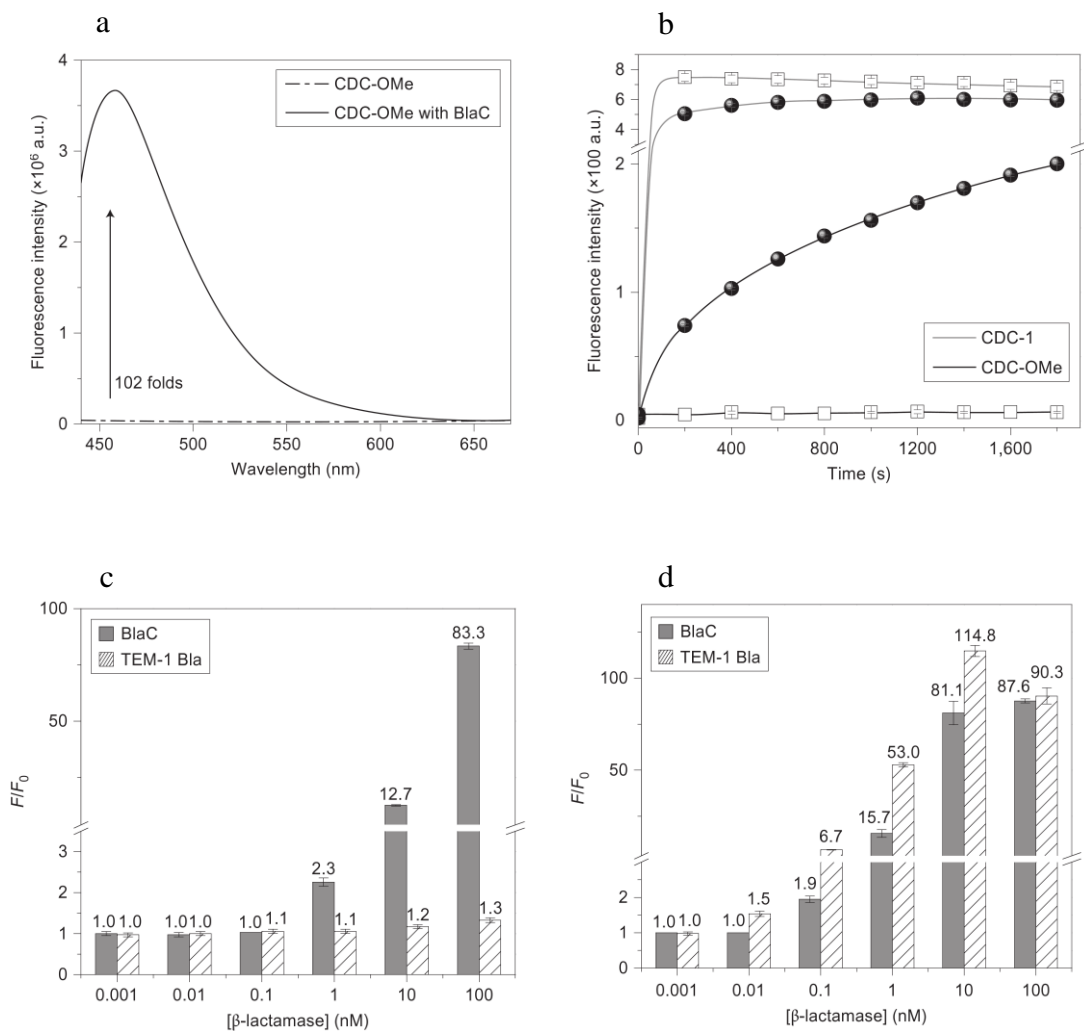 a
Fluorescence intensity (×10⁶ a.u.)
4
3
2
1
0
CDC-OMe
CDC-OMe with BlaC
102 folds
450 500 550 600 650
Wavelength (nm)
b
Fluorescence intensity (×100 a.u.)
8
6
4
2
1
0
CDC-1
CDC-OMe
0 400 800 1200 1,600
Time (s)
c
F/F₀
100
50
3
2
1
0
BlaC
TEM-1 Bla
1.0 1.0 1.0 1.0 1.0 1.1 2.3 1.1 12.7 1.2 83.3 1.3
0.001 0.01 0.1 1 10 100
[β-lactamase] (nM)
d
F/F₀
100
50
2
1
0
BlaC
TEM-1 Bla
1.0 1.0 1.0 1.5 1.9 6.7 15.7 53.0 81.1 114.8 87.6 90.3
0.001 0.01 0.1 1 10 100
[β-lactamase] (nM)